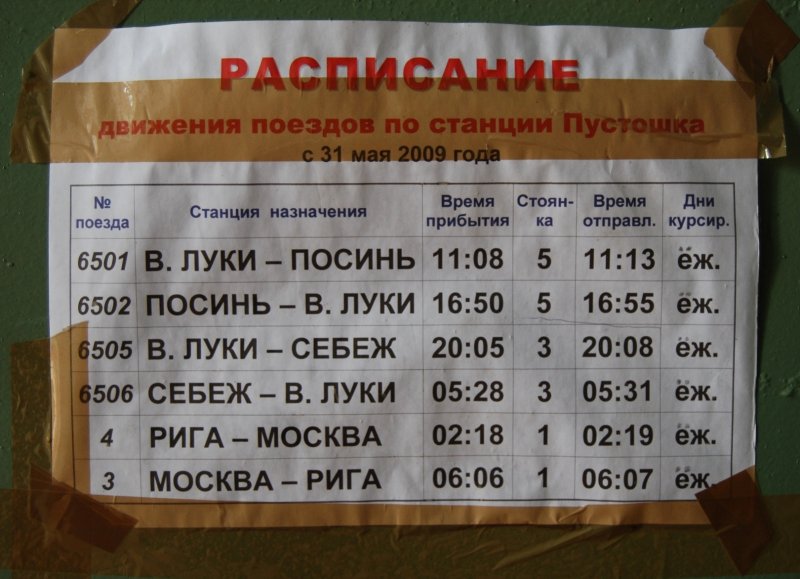 РАСПИСАНИЕ
движения поездов по станции Пустошка
с 31 мая 2009 года
№ поезда Станция назначения Время прибытия Стоян-ка Время отправл. Дни курсир.
6501 В. ЛУКИ – ПОСИНЬ 11:08 5 11:13 ёж.
6502 ПОСИНЬ – В. ЛУКИ 16:50 5 16:55 ёж.
6505 В. ЛУКИ – СЕБЕЖ 20:05 3 20:08 ёж.
6506 СЕБЕЖ – В. ЛУКИ 05:28 3 05:31 ёж.
4 РИГА – МОСКВА 02:18 1 02:19 ёж.
3 МОСКВА – РИГА 06:06 1 06:07 ёж.